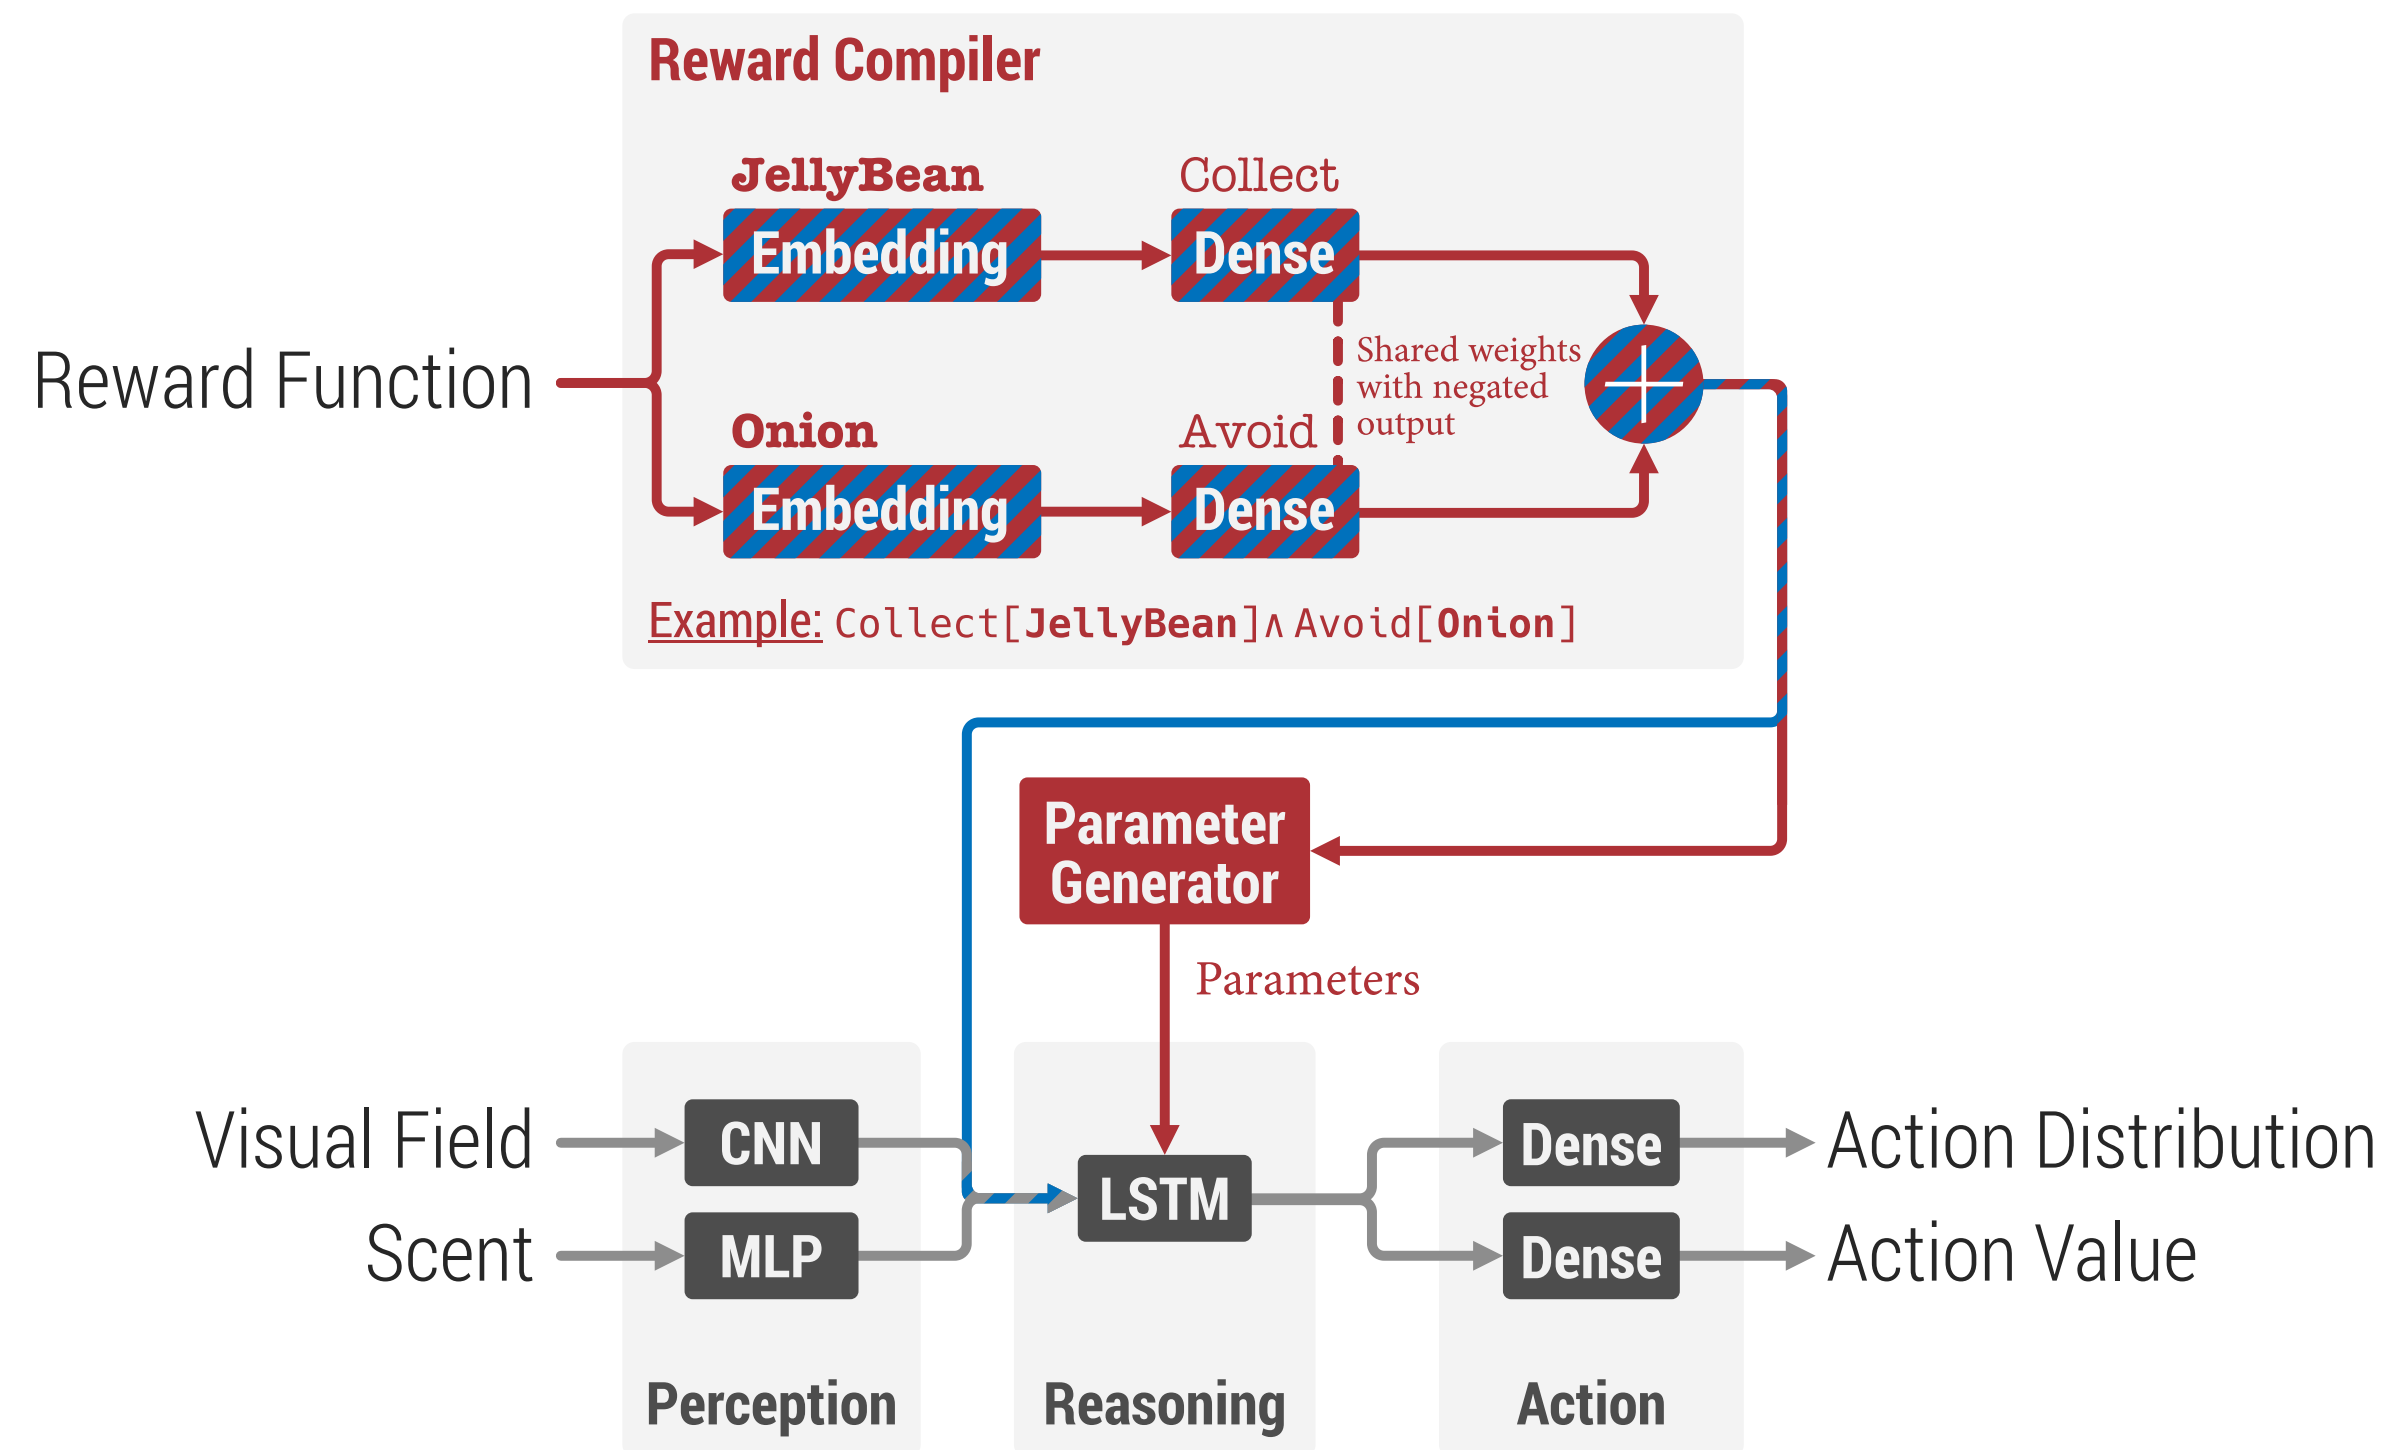 Reward Compiler
JellyBean
Collect
Embedding
Dense
Reward Function
Shared weights
with negated
output
Onion
Avoid
Embedding
Dense
Example: Collect[JellyBean]∧ Avoid[Onion]
Parameter
Generator
Parameters
Visual Field
CNN
LSTM
Dense
Action Distribution
Scent
MLP
Dense
Action Value
Perception
Reasoning
Action